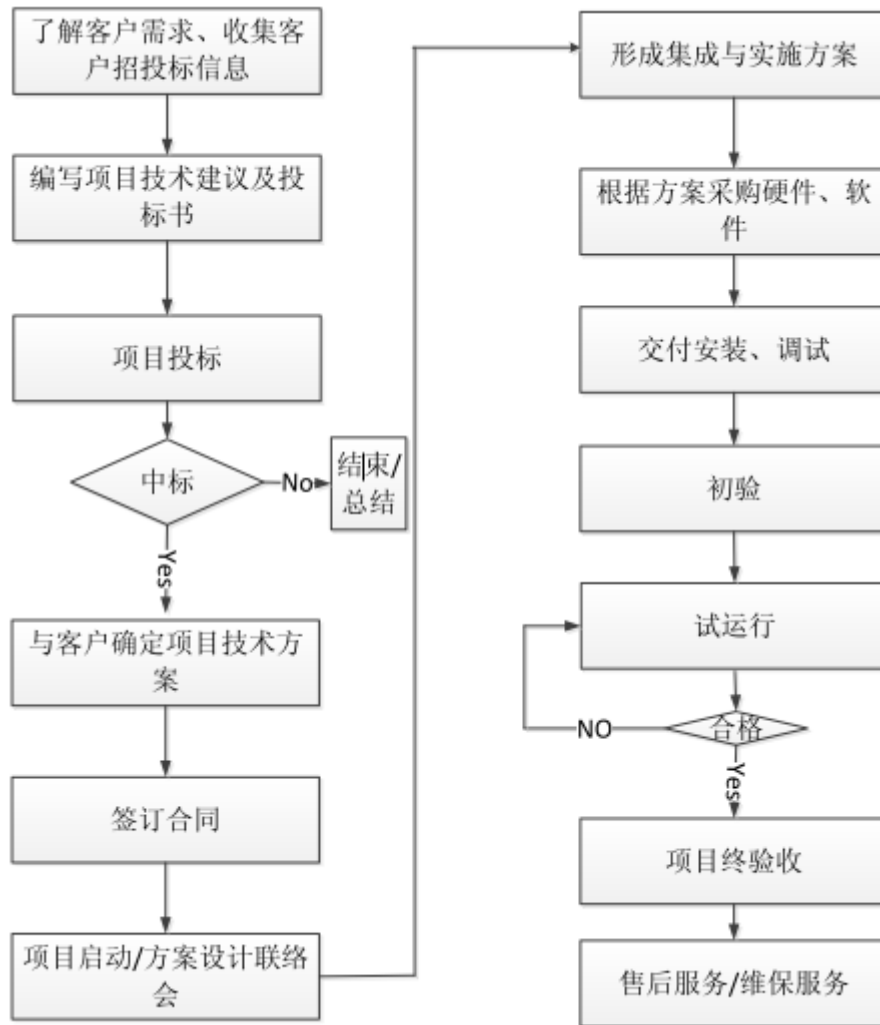 了解客户需求、收集客
户招投标信息
编写项目技术建议及投
标书
项目投标
中标
No
结束/
总结
Yes
与客户确定项目技术方
案
签订合同
项目启动/方案设计联络
会
形成集成与实施方案
根据方案采购硬件、软
件
交付安装、调试
初验
试运行
合格
NO
Yes
项目终验收
售后服务/维保服务